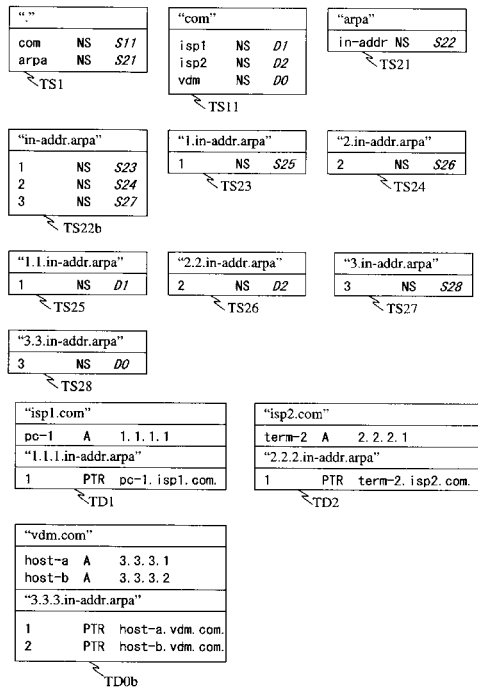 “.”
com NS S11
arpa NS S21
TS1
“com”
isp1 NS D1
isp2 NS D2
vdm NS D0
TS11
“arpa”
in-addr NS S22
TS21
“in-addr.arpa”
1 NS S23
2 NS S24
3 NS S27
TS22b
“1.in-addr.arpa”
1 NS S25
TS23
“2.in-addr.arpa”
2 NS S26
TS24
“1.1.in-addr.arpa”
1 NS D1
TS25
“2.2.in-addr.arpa”
2 NS D2
TS26
“3.in-addr.arpa”
3 NS S28
TS27
“3.3.in-addr.arpa”
3 NS D0
TS28
“isp1.com”
pc-1 A 1.1.1.1
“1.1.1.in-addr.arpa”
1 PTR pc-1.isp1.com.
TD1
“isp2.com”
term-2 A 2.2.2.1
“2.2.2.in-addr.arpa”
1 PTR term-2.isp2.com.
TD2
“vdm.com”
host-a A 3.3.3.1
host-b A 3.3.3.2
“3.3.3.in-addr.arpa”
1 PTR host-a.vdm.com.
2 PTR host-b.vdm.com.
TD0b